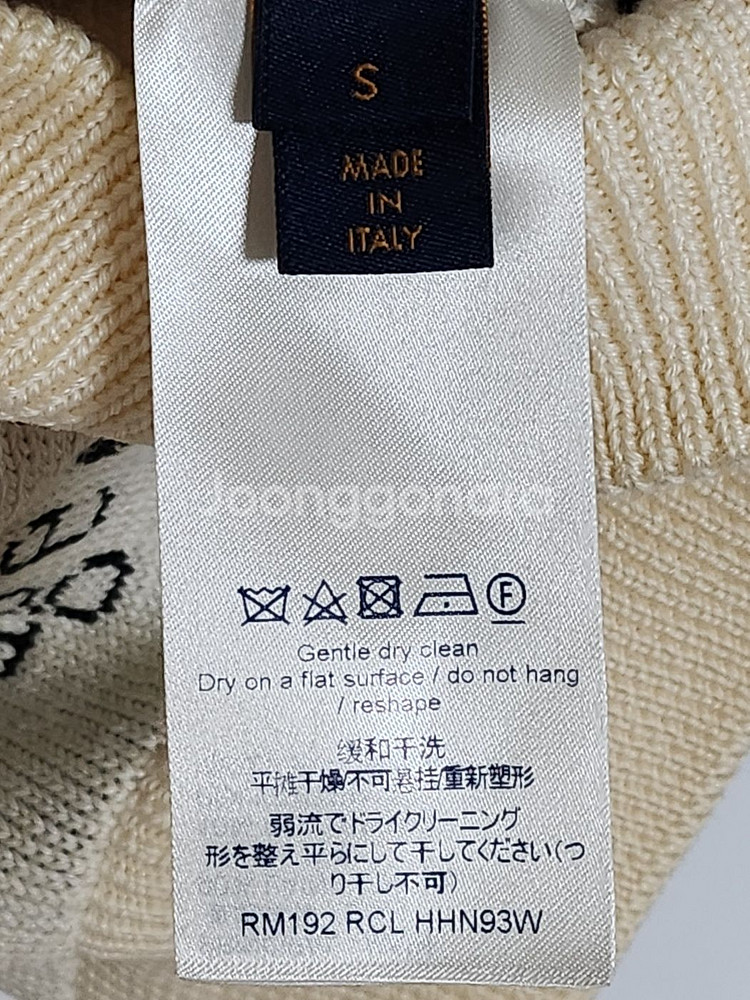 S
MADE
IN
ITALY
Joonggonara
F
Gentle dry clean
Dry on a flat surface / do not hang
/ reshape
缓和干洗
平摊干燥/不可悬挂/重新塑形
弱流でドライクリーニング
形を整え平らにして干してください(つ
り干し不可)
RM192 RCL HHN93W